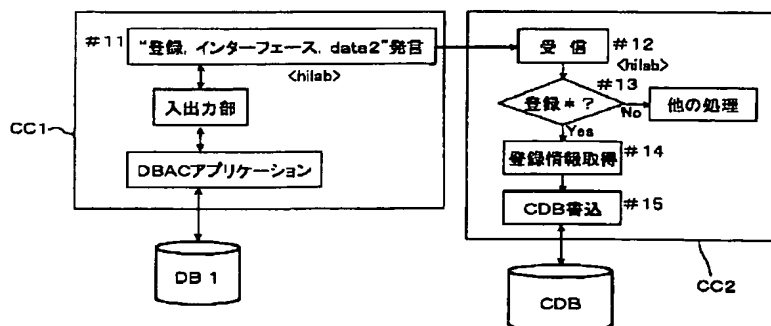 #11
"登録, インターフェース, data2"発言
<hilab>
入出力部
CC1
DBACアプリケーション
DB 1
受 信
#12
<hilab>
#13
登録*?
No
他の処理
Yes
登録情報取得
#14
CDB書込
#15
CC2
CDB